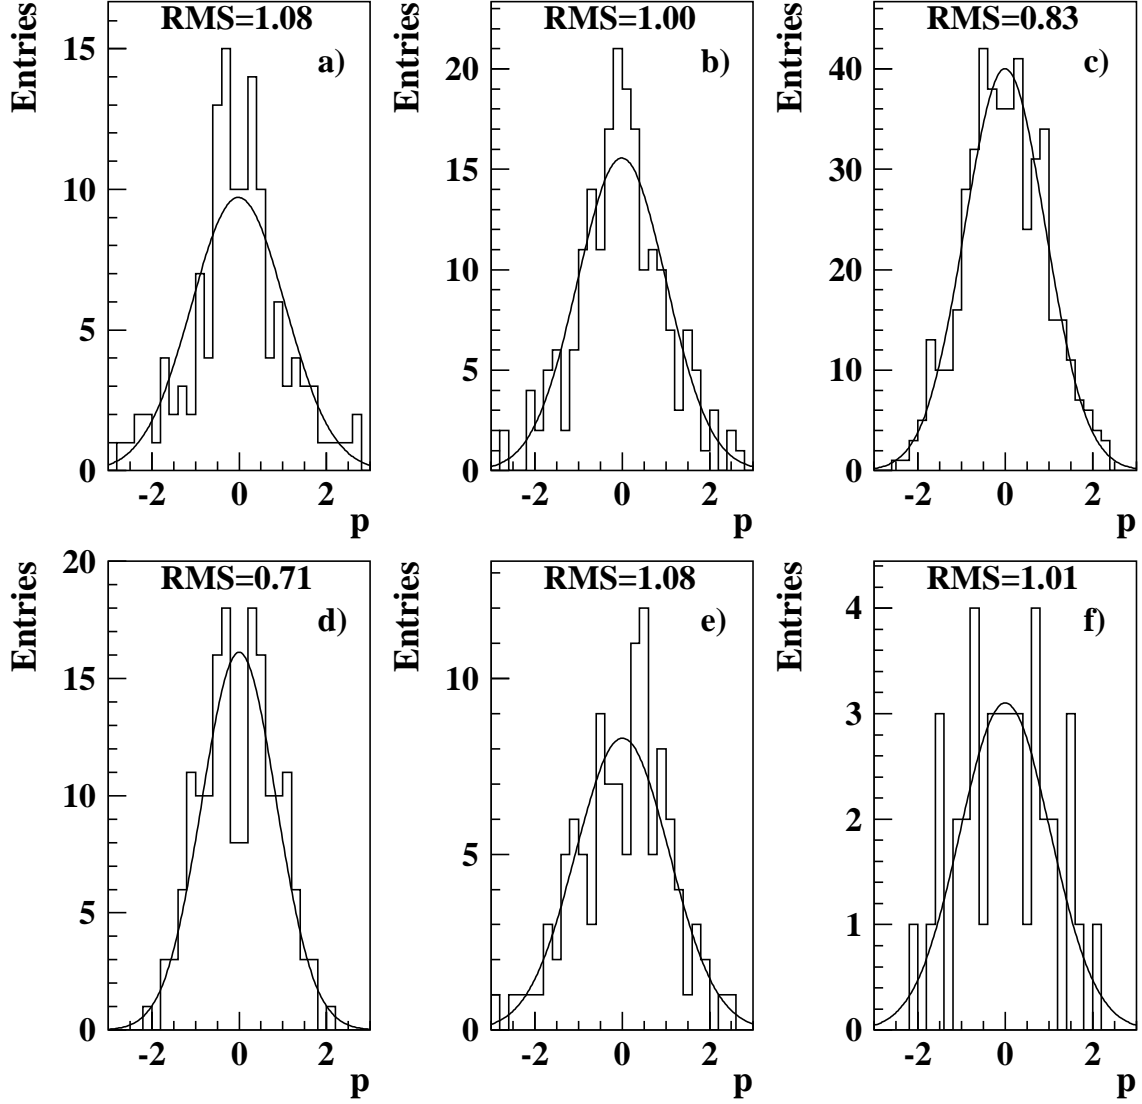 Entries
RMS=1.08
a)
15
10
5
0
-2 0 2
p
Entries
RMS=1.00
b)
20
15
10
5
0
-2 0 2
p
Entries
RMS=0.83
c)
40
30
20
10
0
-2 0 2
p
Entries
RMS=0.71
d)
20
15
10
5
0
-2 0 2
p
Entries
RMS=1.08
e)
10
5
0
-2 0 2
p
Entries
RMS=1.01
f)
4
3
2
1
0
-2 0 2
p